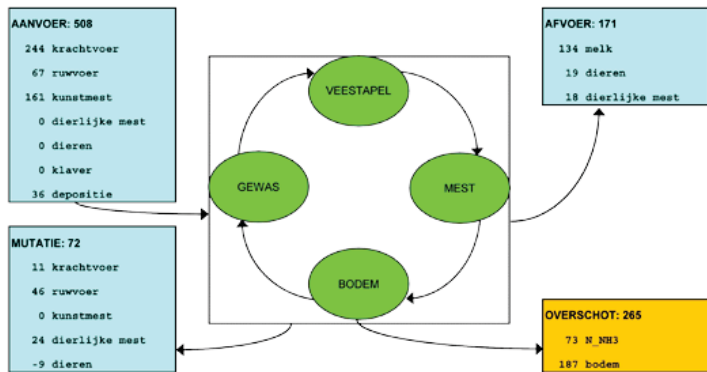 AANVOER: 508
244 krachtvoer
67 ruwvoer
161 kunstmest
0 dierlijke mest
0 dieren
0 klaver
36 depositie
AFVOER: 171
134 melk
19 dieren
18 dierlijke mest
VEESTAPEL
GEWAS
MEST
BODEM
MUTATIE: 72
11 krachtvoer
46 ruwvoer
0 kunstmest
24 dierlijke mest
-9 dieren
OVERSCHOT: 265
73 N_NH3
187 bodem